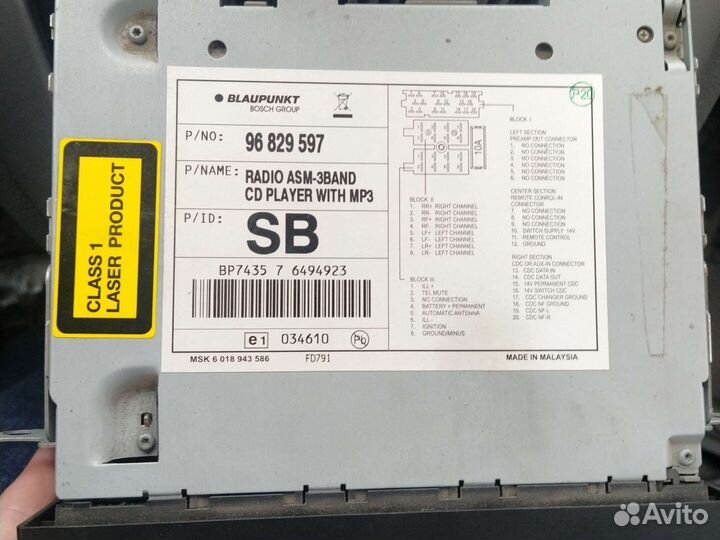 CLASS 1
LASER PRODUCT
BLAUPUNKT
BOSCH GROUP
P/NO: 96 829 597
P/NAME: RADIO ASM-3BAND
CD PLAYER WITH MP3
P/ID: SB
BP7435 7 6494923
e1 034610 Pb
MSK 6 018 943 586 FD791
P20
10A
BLOCK I
LEFT SECTION
PREAMP OUT CONNECTOR
1. NO CONNECTION
2. NO CONNECTION
3. NO CONNECTION
4. NO CONNECTION
5. NO CONNECTION
6. NO CONNECTION
CENTER SECTION
REMOTE CONROL-IN
CONNECTOR
7. NO CONNECTION
8. NO CONNECTION
9. NO CONNECTION
10. SWITCH SUPPLY 14V
11. REMOTE CONTROL
12. GROUND
RIGHT SECTION
CDC OR AUX-IN CONNECTOR
13. CDC DATA IN
14. CDC DATA OUT
15. 14V PERMANENT CDC
16. 14V SWITCH CDC
17. CDC CHANGER GROUND
18. CDC NF GROUND
19. CDC NF-L
20. CDC NF-R
BLOCK II
1. RR+ RIGHT CHANNEL
2. RR- RIGHT CHANNEL
3. RF+ RIGHT CHANNEL
4. RF- RIGHT CHANNEL
5. LF+ LEFT CHANNEL
6. LF- LEFT CHANNEL
7. LR+ LEFT CHANNEL
8. LR- LEFT CHANNEL
BLOCK III
1. ILL+
2. TEL MUTE
3. NO CONNECTION
4. BATTERY + PERMANENT
5. AUTOMATIC ANTENNA
6. ILL-
7. IGNITION
8. GROUND/MINUS
MADE IN MALAYSIA
Avito